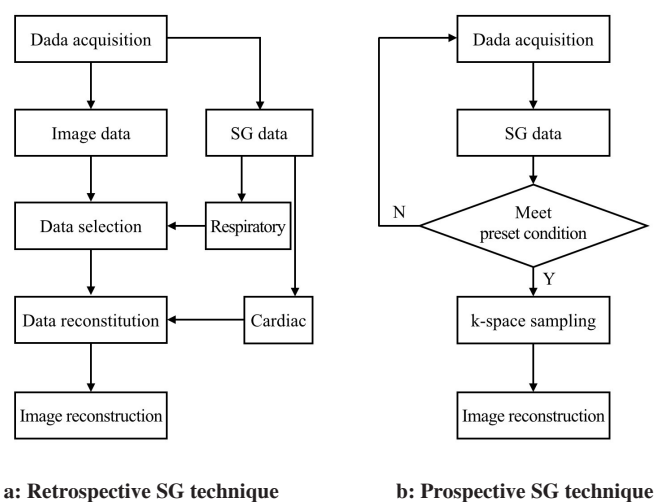 Dada acquisition
Image data
SG data
Data selection
Respiratory
Data reconstitution
Cardiac
Image reconstruction
a: Retrospective SG technique
Dada acquisition
SG data
N
Meet
preset condition
Y
k-space sampling
Image reconstruction
b: Prospective SG technique